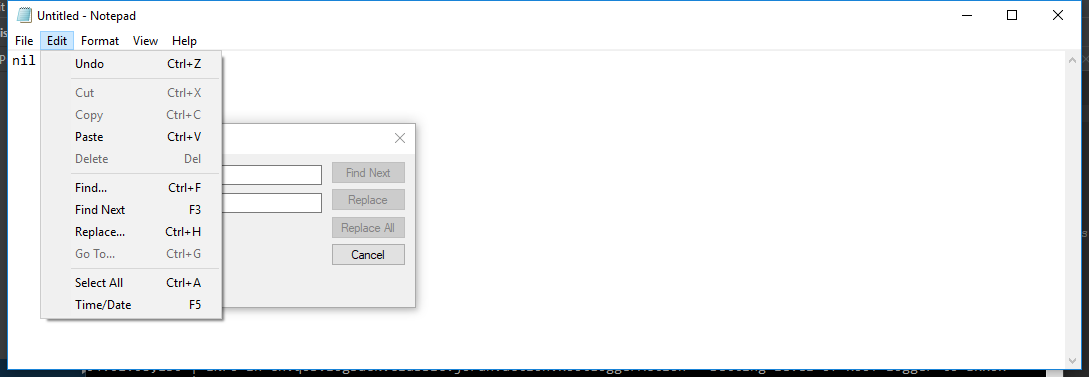 Untitled - Notepad
File Edit Format View Help
nil
Undo Ctrl+Z
Cut Ctrl+X
Copy Ctrl+C
Paste Ctrl+V
Delete Del
Find... Ctrl+F
Find Next F3
Replace... Ctrl+H
Go To... Ctrl+G
Select All Ctrl+A
Time/Date F5
Find Next
Replace
Replace All
Cancel